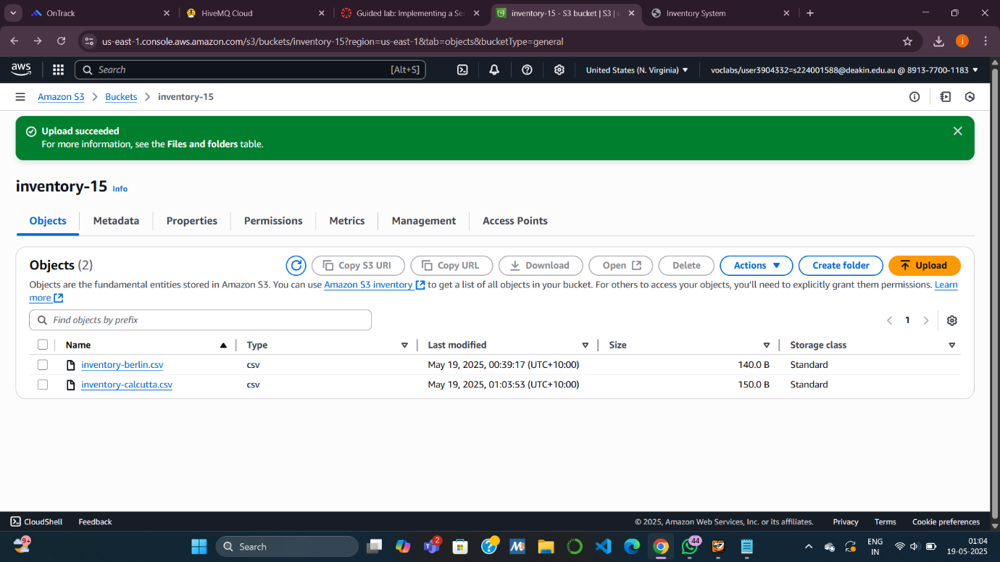 OnTrack
HiveMQ Cloud
Guided lab: Implementing a Se
inventory-15 - S3 bucket | S3 | u
Inventory System
us-east-1.console.aws.amazon.com/s3/buckets/inventory-15?region=us-east-1&tab=objects&bucketType=general
j
aws
Search
[Alt+S]
United States (N. Virginia)
voclabs/user3904332=s224001588@deakin.edu.au @ 8913-7700-1183
Amazon S3
Buckets
inventory-15
Upload succeeded
For more information, see the Files and folders table.
inventory-15 Info
Objects
Metadata
Properties
Permissions
Metrics
Management
Access Points
Objects (2)
Copy S3 URI
Copy URL
Download
Open
Delete
Actions
Create folder
Upload
Objects are the fundamental entities stored in Amazon S3. You can use Amazon S3 inventory to get a list of all objects in your bucket. For others to access your objects, you'll need to explicitly grant them permissions. Learn
more
Find objects by prefix
1
Name Type Last modified Size Storage class
inventory-berlin.csv csv May 19, 2025, 00:39:17 (UTC+10:00) 140.0 B Standard
inventory-calcutta.csv csv May 19, 2025, 01:03:53 (UTC+10:00) 150.0 B Standard
CloudShell
Feedback
© 2025, Amazon Web Services, Inc. or its affiliates.
Privacy
Terms
Cookie preferences
9+
Search
2
44
ENG
IN
01:04
19-05-2025